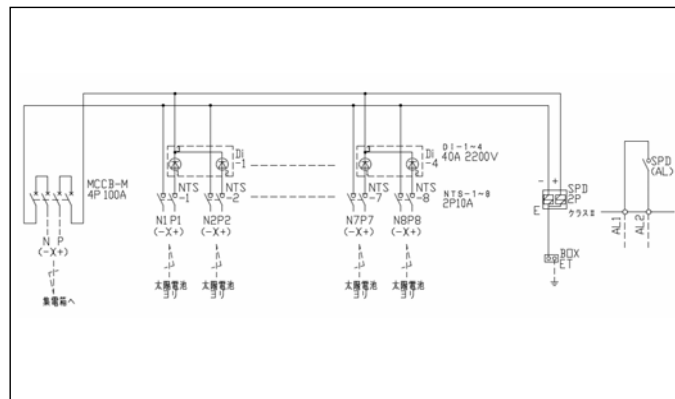 MCCB-M
4P 100A
N P
(-)(+)
集電箱へ
Di
-1
NTS
-1
NTS
-2
N1P1
(-)(+)
N2P2
(-)(+)
太陽電池
ヨリ
太陽電池
ヨリ
Di
-4
DI-1~4
40A 2200V
NTS
-7
NTS
-8
NTS-1~8
2P10A
N7P7
(-)(+)
N8P8
(-)(+)
太陽電池
ヨリ
太陽電池
ヨリ
- +
SPD
2P
クラスⅡ
E
BOX
ET
SPD
(AL)
AL1
AL2